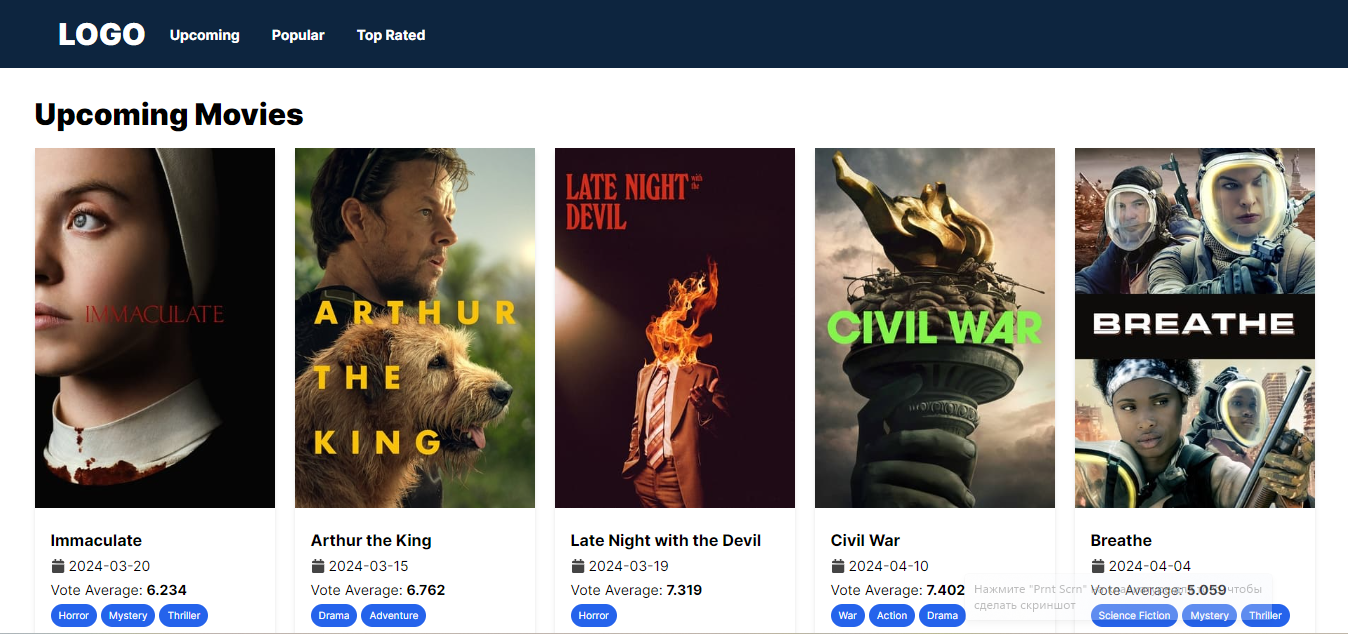 LOGO Upcoming Popular Top Rated
Upcoming Movies
IMMACULATE
ARTHUR
THE
KING
LATE NIGHT with the
DEVIL
CIVIL WAR
BREATHE
Immaculate
2024-03-20
Vote Average: 6.234
Horror Mystery Thriller
Arthur the King
2024-03-15
Vote Average: 6.762
Drama Adventure
Late Night with the Devil
2024-03-19
Vote Average: 7.319
Horror
Civil War
2024-04-10
Vote Average: 7.402
War Action Drama
Breathe
2024-04-04
Vote Average: 5.059
Science Fiction Mystery Thriller
Нажмите "Prnt Scrn" чтобы
сделать скриншот